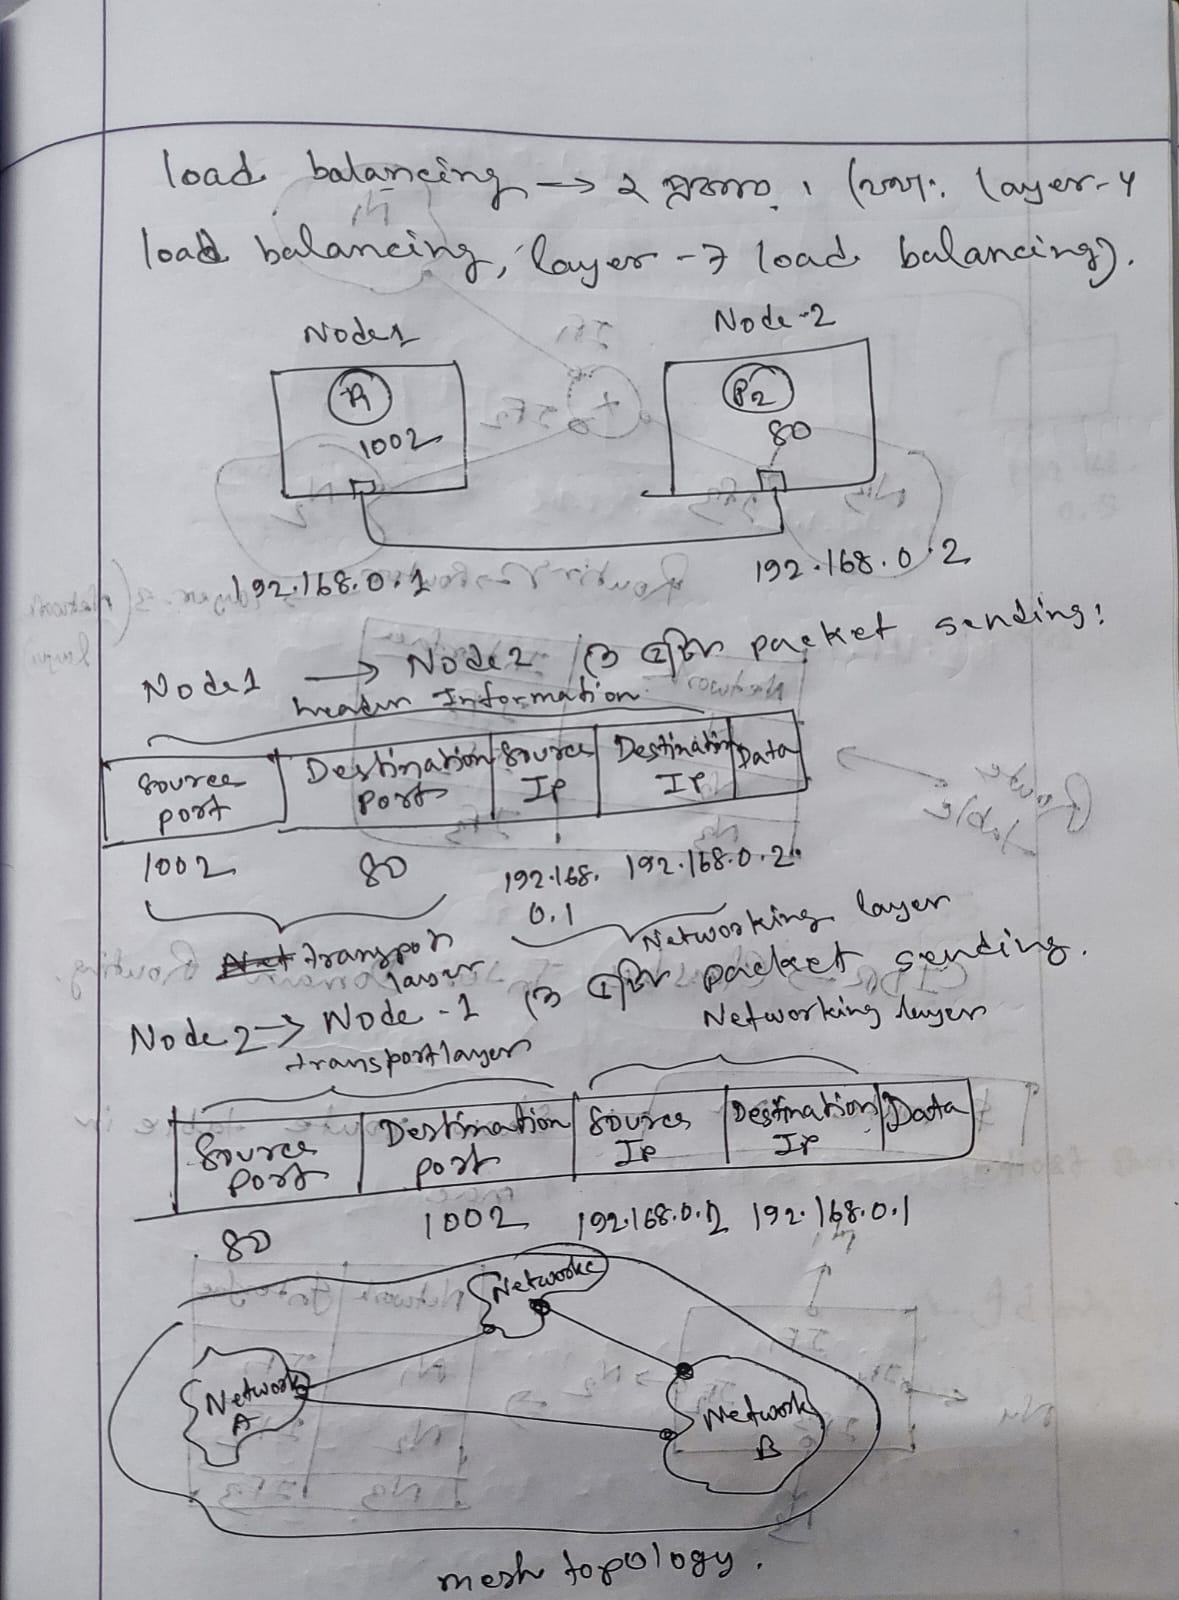 load balancing → ২ প্রকার। (যথা: layer-4
load balancing, layer-7 load balancing).
Node1
Node-2
P1
1002
P2
80
192.168.0.1
192.168.0.2
Node1 → Node2 তে packet sending:
header Information
source port
Destination port
source IP
Destination IP
Data
1002
80
192.168.0.1
192.168.0.2
transport layer
Networking layer
Node2 → Node-1 তে packet sending.
transport layer
Networking layer
source port
Destination port
source IP
Destination IP
Data
80
1002
192.168.0.2
192.168.0.1
Network C
Network A
Network B
mesh topology.